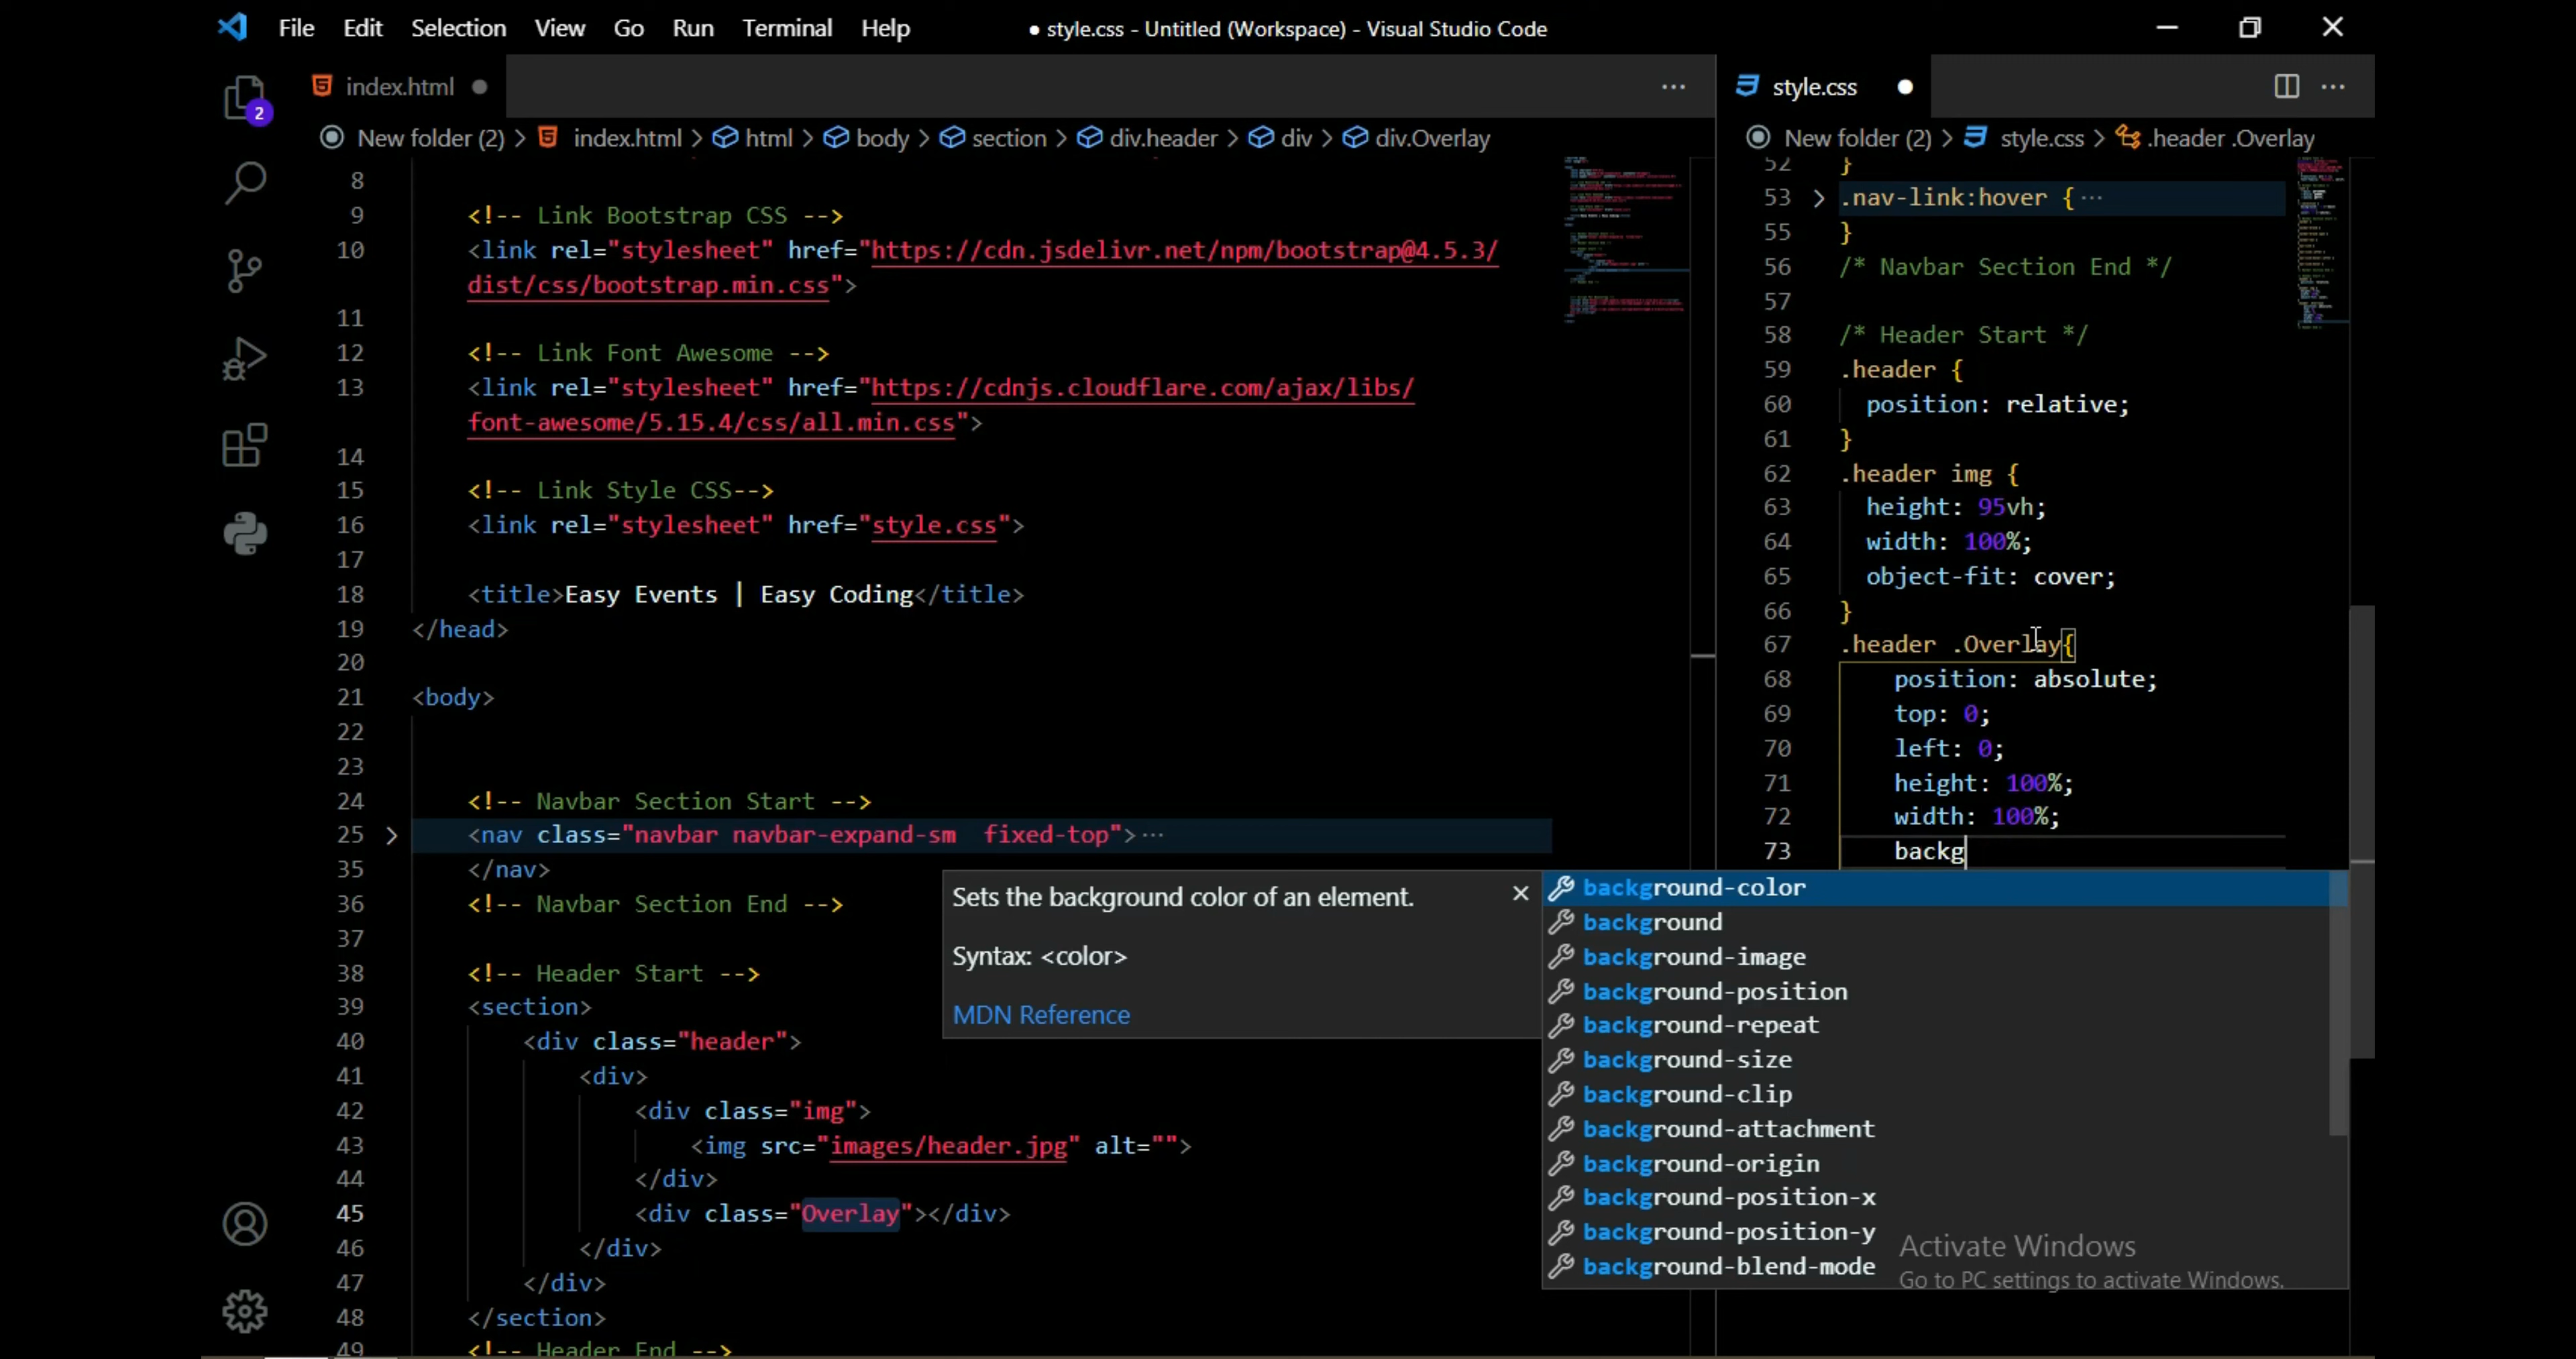 File Edit Selection View Go Run Terminal Help ● style.css - Untitled (Workspace) - Visual Studio Code
index.html ● ···
2
New folder (2) > index.html > html > body > section > div.header > div > div.Overlay
8
9 <!-- Link Bootstrap CSS -->
10 <link rel="stylesheet" href="https://cdn.jsdelivr.net/npm/bootstrap@4.5.3/
dist/css/bootstrap.min.css">
11
12 <!-- Link Font Awesome -->
13 <link rel="stylesheet" href="https://cdnjs.cloudflare.com/ajax/libs/
font-awesome/5.15.4/css/all.min.css">
14
15 <!-- Link Style CSS-->
16 <link rel="stylesheet" href="style.css">
17
18 <title>Easy Events | Easy Coding</title>
19 </head>
20
21 <body>
22
23
24 <!-- Navbar Section Start -->
25 > <nav class="navbar navbar-expand-sm  fixed-top">···
35 </nav>
36 <!-- Navbar Section End -->
37
38 <!-- Header Start -->
39 <section>
40 <div class="header">
41 <div>
42 <div class="img">
43 <img src="images/header.jpg" alt="">
44 </div>
45 <div class="Overlay"></div>
46 </div>
47 </div>
48 </section>
49 <!-- Header End -->
style.css ● ···
New folder (2) > style.css > .header .Overlay
52 }
53 > .nav-link:hover {···
55 }
56 /* Navbar Section End */
57
58 /* Header Start */
59 .header {
60 position: relative;
61 }
62 .header img {
63 height: 95vh;
64 width: 100%;
65 object-fit: cover;
66 }
67 .header .Overlay{
68 position: absolute;
69 top: 0;
70 left: 0;
71 height: 100%;
72 width: 100%;
73 backg
Sets the background color of an element.
Syntax: <color>
MDN Reference
background-color
background
background-image
background-position
background-repeat
background-size
background-clip
background-attachment
background-origin
background-position-x
background-position-y
background-blend-mode
Activate Windows
Go to PC settings to activate Windows.